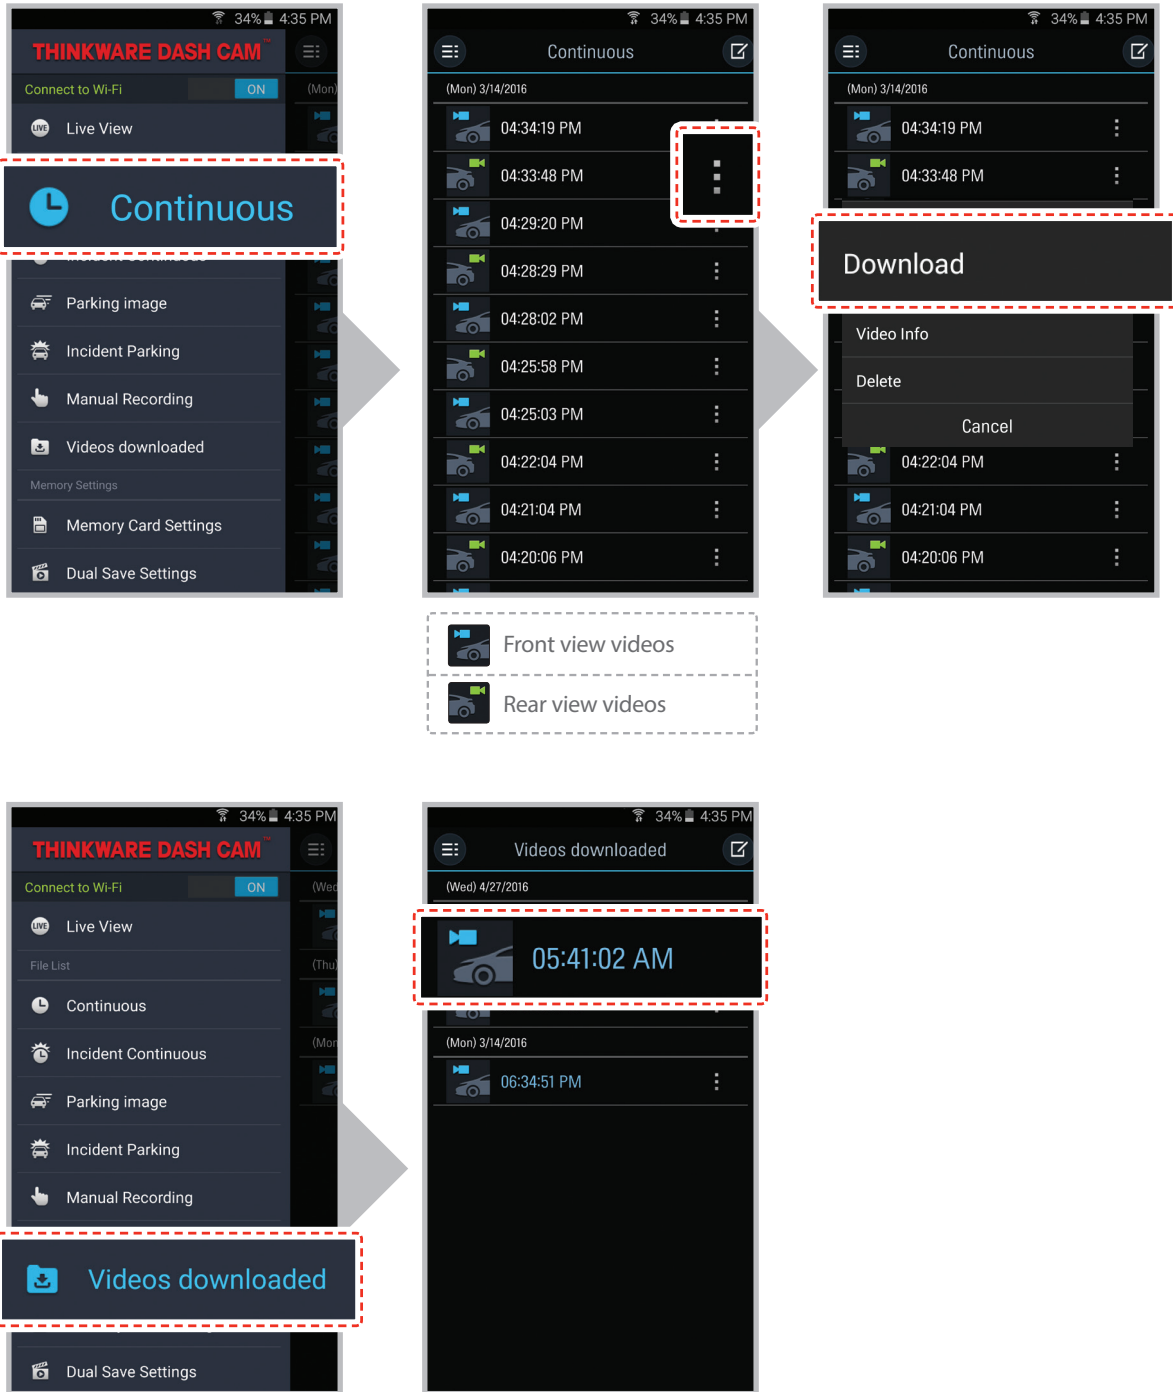 34% 4:35 PM
THINKWARE DASH CAM™
Connect to Wi-Fi ON
(Mon)
LIVE Live View
Continuous
Incident Continuous
Parking image
Incident Parking
Manual Recording
Videos downloaded
Memory Settings
Memory Card Settings
Dual Save Settings
34% 4:35 PM
Continuous
(Mon) 3/14/2016
04:34:19 PM
04:33:48 PM
04:29:20 PM
04:28:29 PM
04:28:02 PM
04:25:58 PM
04:25:03 PM
04:22:04 PM
04:21:04 PM
04:20:06 PM
34% 4:35 PM
Continuous
(Mon) 3/14/2016
04:34:19 PM
04:33:48 PM
Download
Video Info
Delete
Cancel
04:22:04 PM
04:21:04 PM
04:20:06 PM
Front view videos
Rear view videos
34% 4:35 PM
THINKWARE DASH CAM™
Connect to Wi-Fi ON
(Wed
LIVE Live View
File List
(Thu)
Continuous
Incident Continuous
(Mon
Parking image
Incident Parking
Manual Recording
Videos downloaded
Dual Save Settings
34% 4:35 PM
Videos downloaded
(Wed) 4/27/2016
05:41:02 AM
(Mon) 3/14/2016
06:34:51 PM